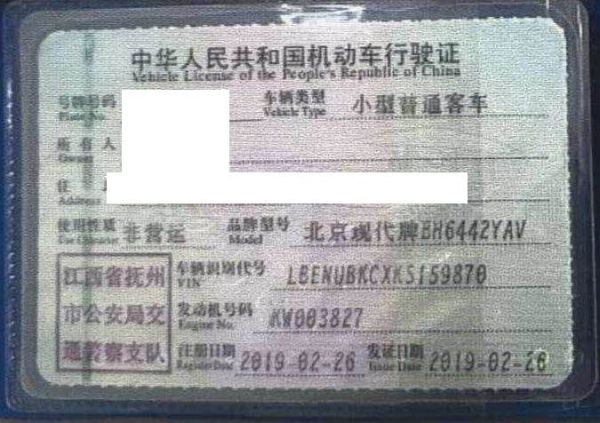 中华人民共和国机动车行驶证
Vehicle License of the People's Republic of China
号牌号码 车辆类型 小型普通客车
Plate No. Vehicle Type
所有人
Owner
住
Address
使用性质 非营运 品牌型号 北京现代牌BH6442YAV
Use Character Model
江西省抚州 车辆识别代号 LBENUBKCXKS159870
VIN
市公安局交 发动机号码 KW003827
Engine No.
通警察支队 注册日期 2019-02-26 发证日期 2019-02-26
Register Date Issue Date